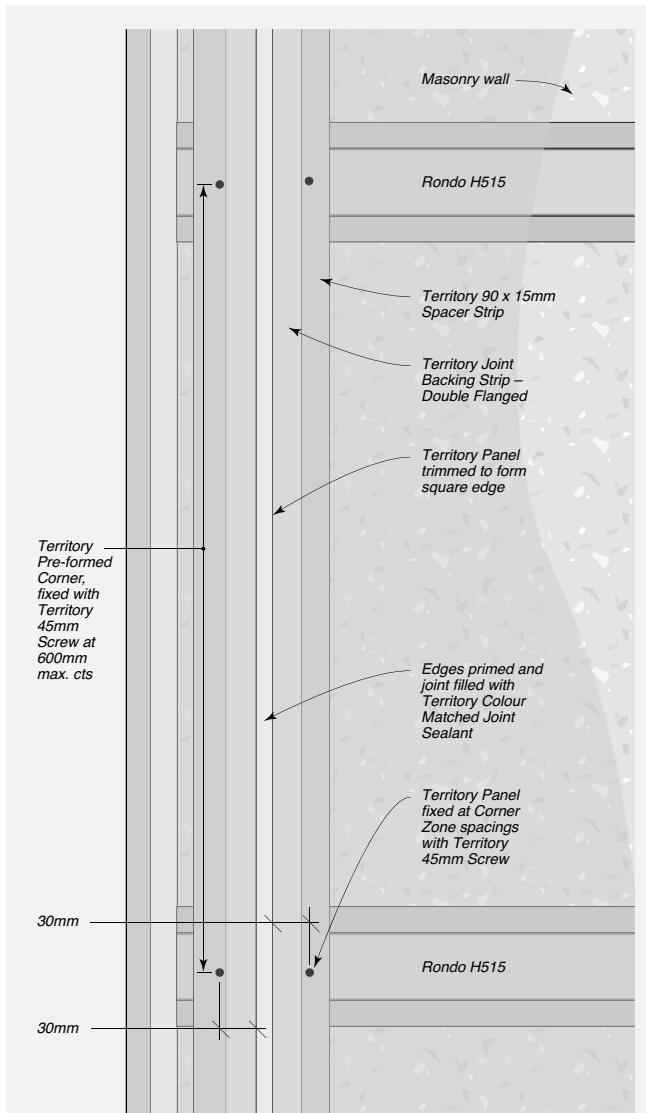 Masonry wall
Rondo H515
Territory 90 x 15mm
Spacer Strip
Territory Joint
Backing Strip –
Double Flanged
Territory Panel
trimmed to form
square edge
Territory
Pre-formed
Corner,
fixed with
Territory
45mm
Screw at
600mm
max. cts
Edges primed and
joint filled with
Territory Colour
Matched Joint
Sealant
Territory Panel
fixed at Corner
Zone spacings
with Territory
45mm Screw
30mm
Rondo H515
30mm